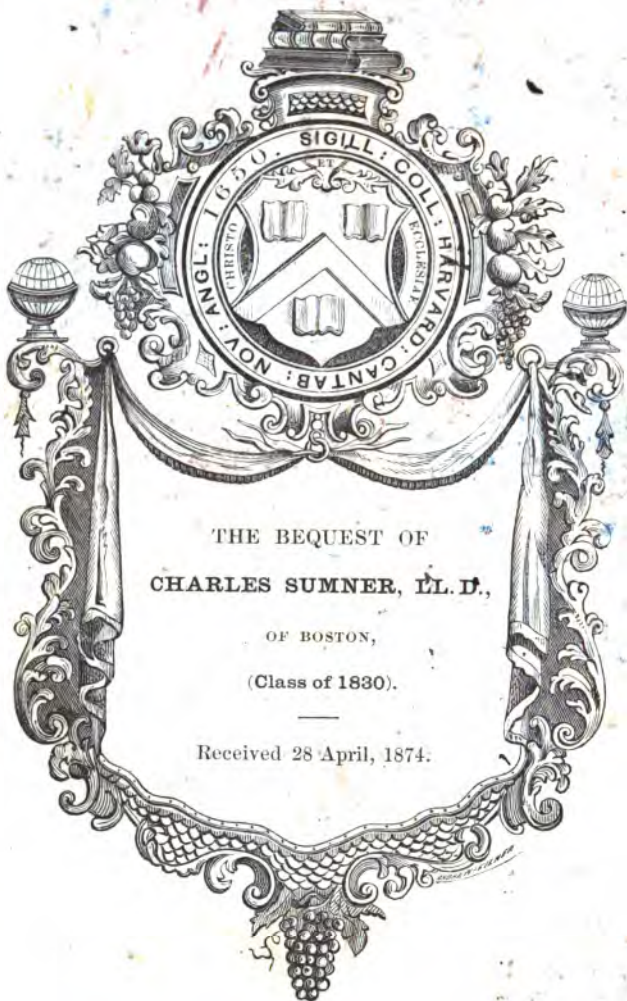 SIGILL: COLL: HARVARD: CANTAB: NOV: ANGL: 1650.
CHRISTO ET ECCLESIAE
THE BEQUEST OF
CHARLES SUMNER, LL.D.,
OF BOSTON,
(Class of 1830).
Received 28 April, 1874.